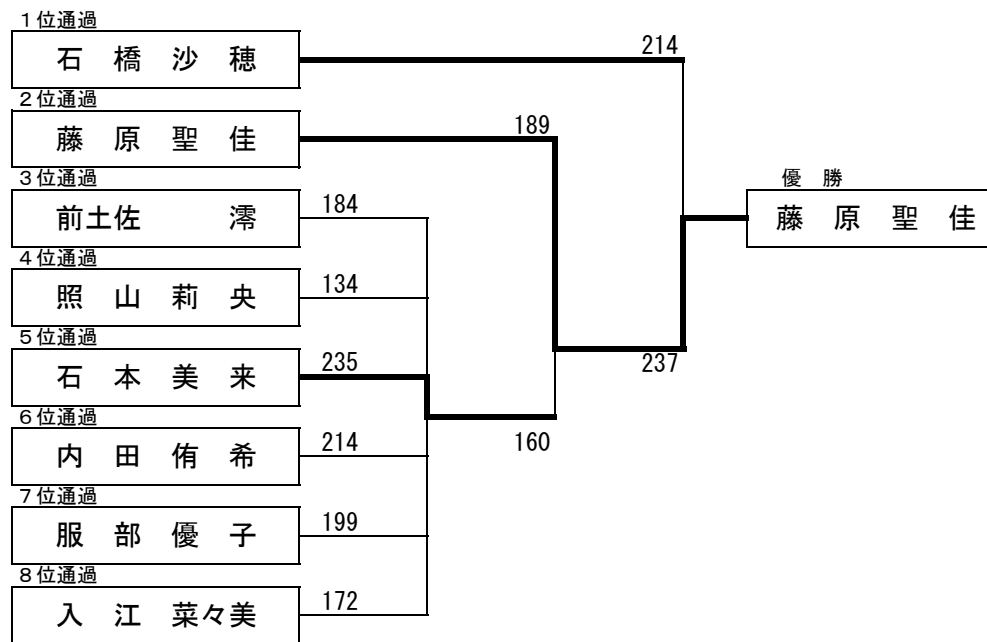 １位通過
石橋沙穂
214
２位通過
藤原聖佳
189
３位通過
前土佐　澪
184
優　勝
藤原聖佳
４位通過
照山莉央
134
５位通過
石本美来
235
237
６位通過
内田侑希
214
160
７位通過
服部優子
199
８位通過
入江菜々美
172